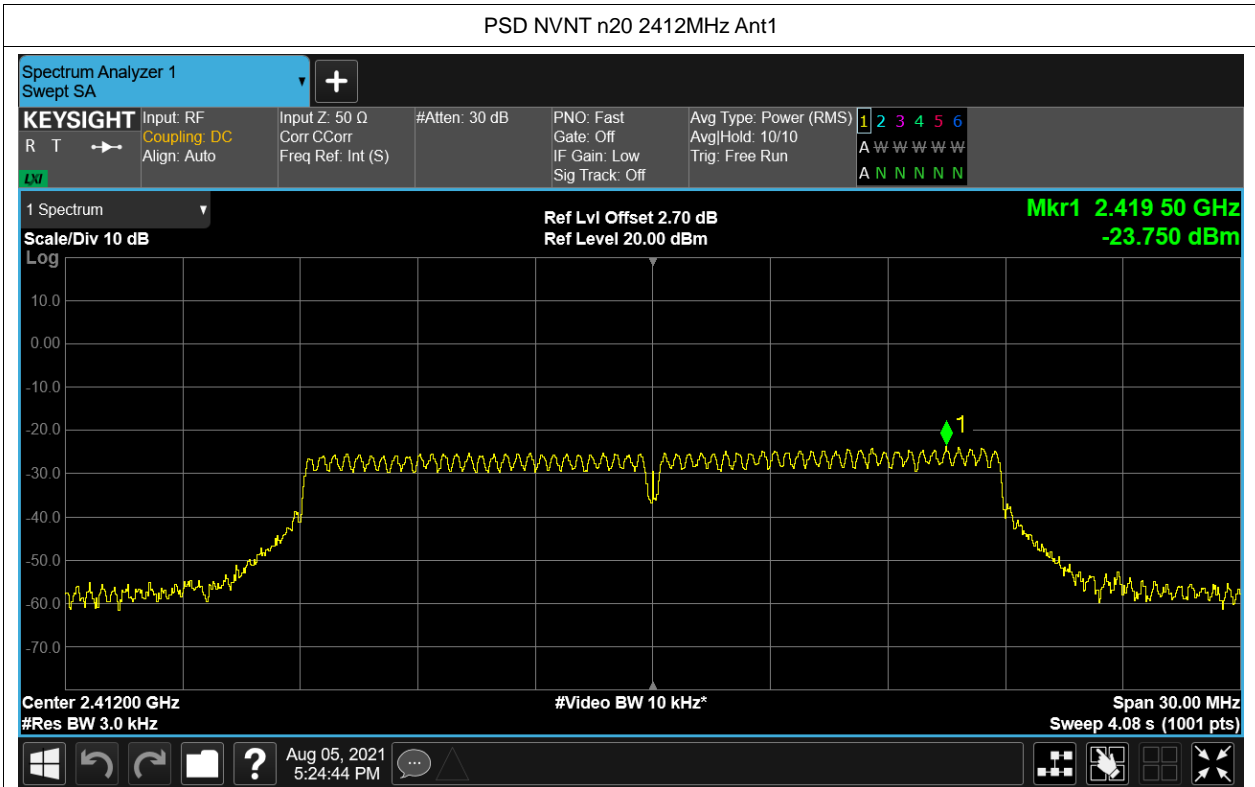 PSD NVNT n20 2412MHz Ant1
Spectrum Analyzer 1
Swept SA
KEYSIGHT
R T
LXI
Input: RF
Coupling: DC
Align: Auto
Input Z: 50 Ω
Corr CCorr
Freq Ref: Int (S)
#Atten: 30 dB
PNO: Fast
Gate: Off
IF Gain: Low
Sig Track: Off
Avg Type: Power (RMS)
Avg|Hold: 10/10
Trig: Free Run
1 2 3 4 5 6
A W W W W W
A N N N N N
1 Spectrum
Scale/Div 10 dB
Ref Lvl Offset 2.70 dB
Ref Level 20.00 dBm
Mkr1 2.419 50 GHz
-23.750 dBm
Log
10.0
0.00
-10.0
-20.0
-30.0
-40.0
-50.0
-60.0
-70.0
1
Center 2.41200 GHz
#Video BW 10 kHz*
Span 30.00 MHz
#Res BW 3.0 kHz
Sweep 4.08 s (1001 pts)
?
Aug 05, 2021
5:24:44 PM